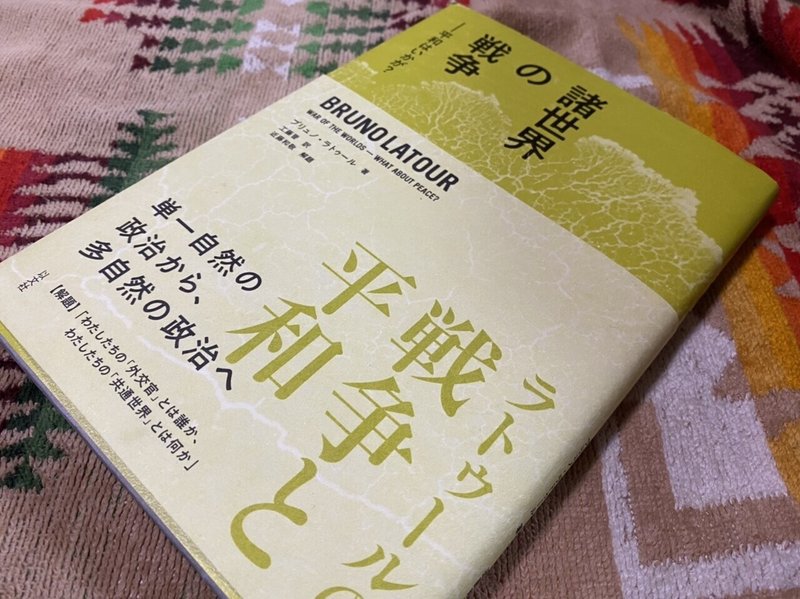 諸世界
の
戦争
―平和はいかが?
BRUNO LATOUR
WAR OF THE WORLDS — WHAT ABOUT PEACE?
ブリュノ・ラトゥール 著
工藤晋 訳
近藤和敬 解題
ラトゥールの
戦争と
平和
単一自然の
政治から、
多自然の政治へ
【解題】「わたしたちの「外交官」とは誰か、
わたしたちの「共通世界」とは何か」
以文社